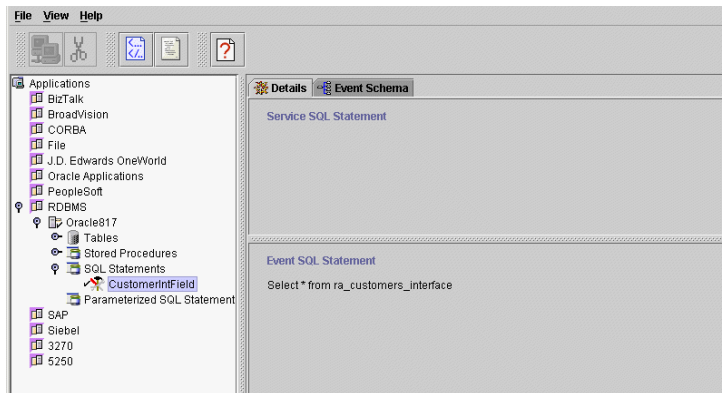 File View Help
Applications
BizTalk
BroadVision
CORBA
File
J.D. Edwards OneWorld
Oracle Applications
PeopleSoft
RDBMS
Oracle817
Tables
Stored Procedures
SQL Statements
CustomerIntField
Parameterized SQL Statement
SAP
Siebel
3270
5250
Details Event Schema
Service SQL Statement
Event SQL Statement
Select * from ra_customers_interface